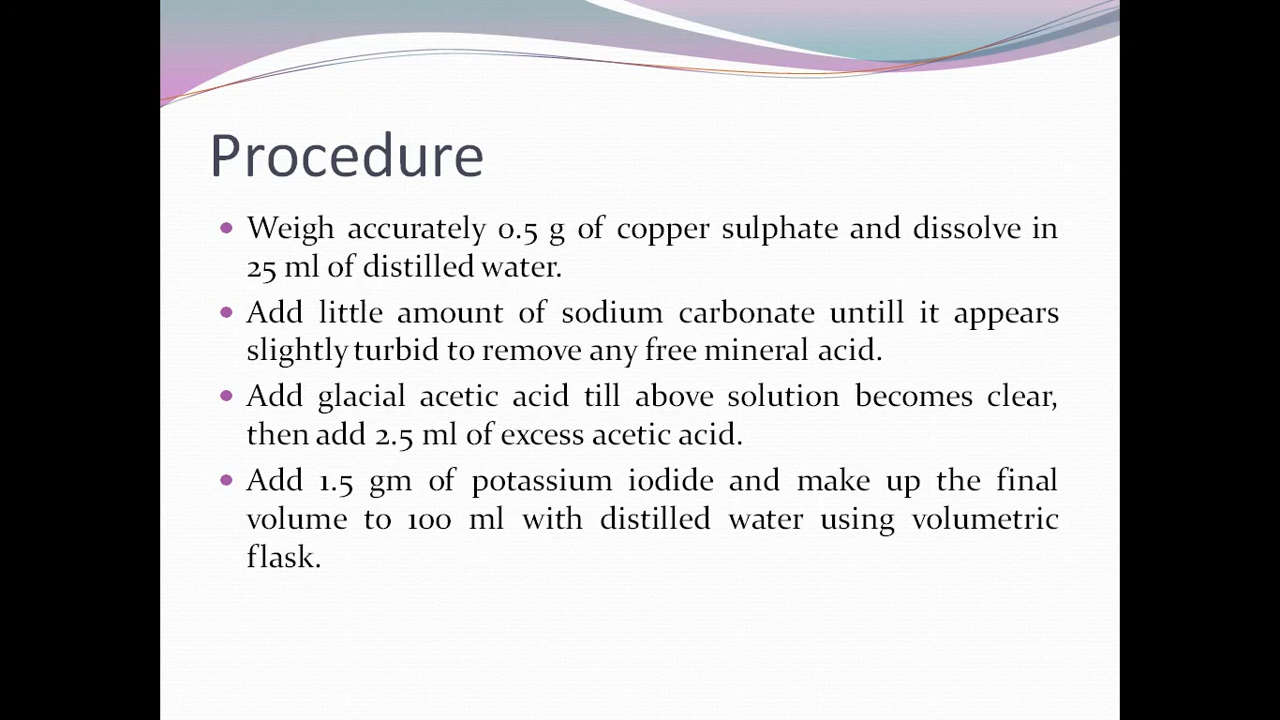 Procedure
Weigh accurately 0.5 g of copper sulphate and dissolve in
25 ml of distilled water.
Add little amount of sodium carbonate untill it appears
slightly turbid to remove any free mineral acid.
Add glacial acetic acid till above solution becomes clear,
then add 2.5 ml of excess acetic acid.
Add 1.5 gm of potassium iodide and make up the final
volume to 100 ml with distilled water using volumetric
flask.